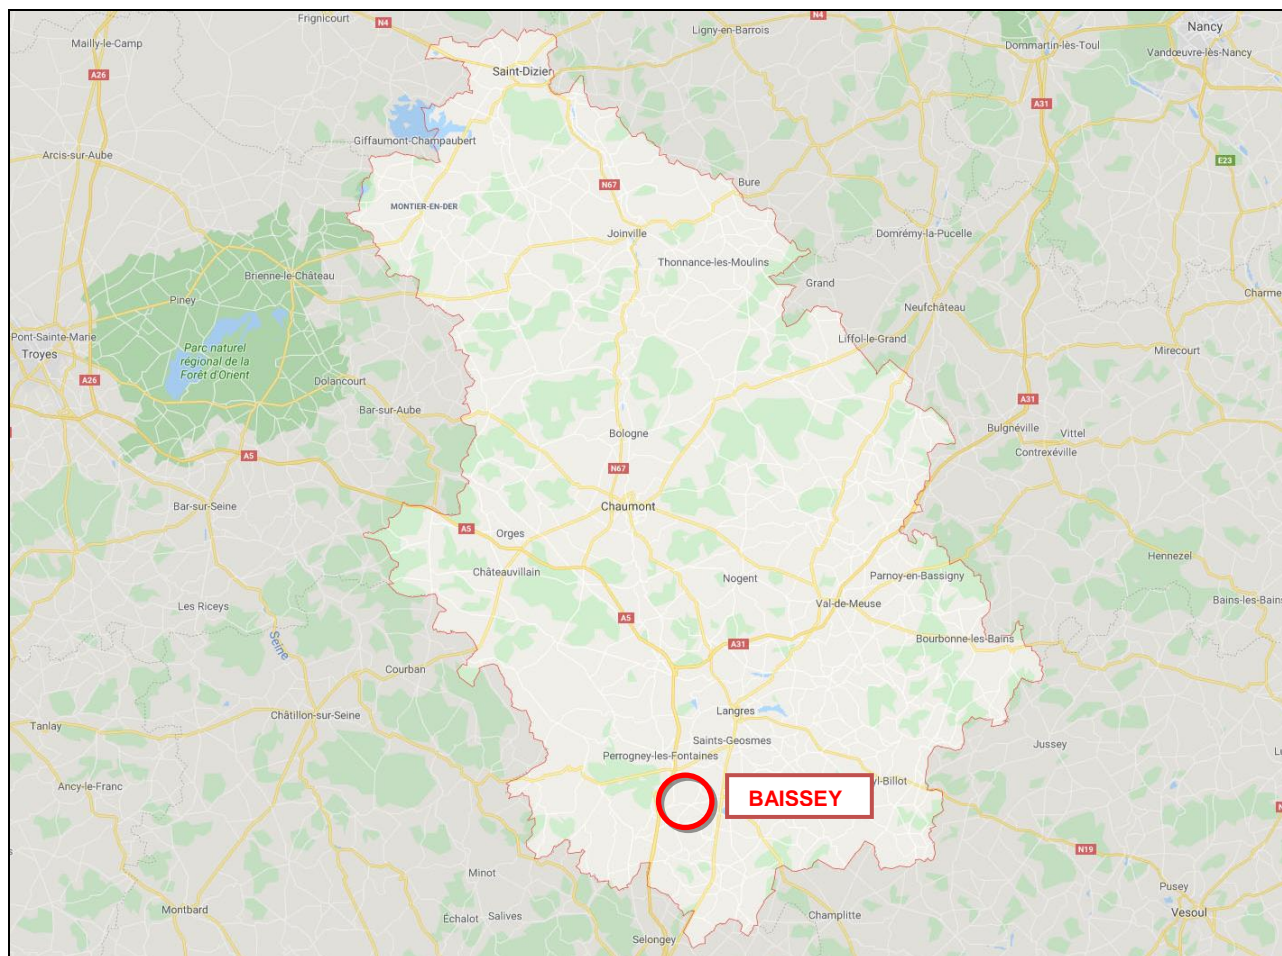 Frignicourt
N4
N4
Nancy
Ligny-en-Barrois
Mailly-le-Camp
Dommartin-lès-Toul
Vandœuvre-lès-Nancy
Saint-Dizier
A26
A31
Giffaumont-Champaubert
Arcis-sur-Aube
E23
N67
Bure
MONTIER-EN-DER
Joinville
Domrémy-la-Pucelle
Thonnance-les-Moulins
Brienne-le-Château
Grand
Piney
Neufchâteau
Charme
Pont-Sainte-Marie
Liffol-le-Grand
Parc naturel
régional de la
Forêt d'Orient
Troyes
Mirecourt
A26
Dolancourt
A31
Bar-sur-Aube
Bulgnéville
Vittel
Bologne
Contrexéville
A5
N67
Bar-sur-Seine
Chaumont
A5
Orges
Hennezel
Châteauvillain
Nogent
Parnoy-en-Bassigny
Les Riceys
Val-de-Meuse
Bains-les-Bains
A5
Seine
A31
Bourbonne-les-Bains
Courban
Langres
Châtillon-sur-Seine
Tanlay
Saints-Geosmes
Jussey
Perrogney-les-Fontaines
Ancy-le-Franc
yl-Billot
BAISSEY
N19
Minot
Pusey
Montbard
Échalot
Salives
Champlitte
Vesoul
Selongey